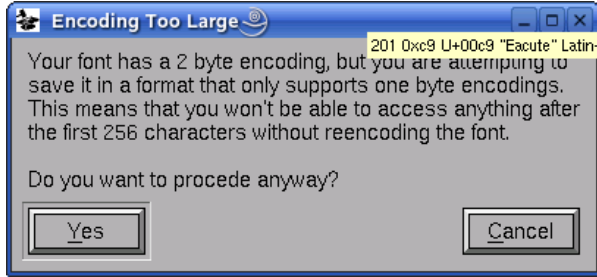 Encoding Too Large
201 0xc9 U+00c9 "Eacute" Latin-
Your font has a 2 byte encoding, but you are attempting to
save it in a format that only supports one byte encodings.
This means that you won't be able to access anything after
the first 256 characters without reencoding the font.
Do you want to procede anyway?
Yes
Cancel